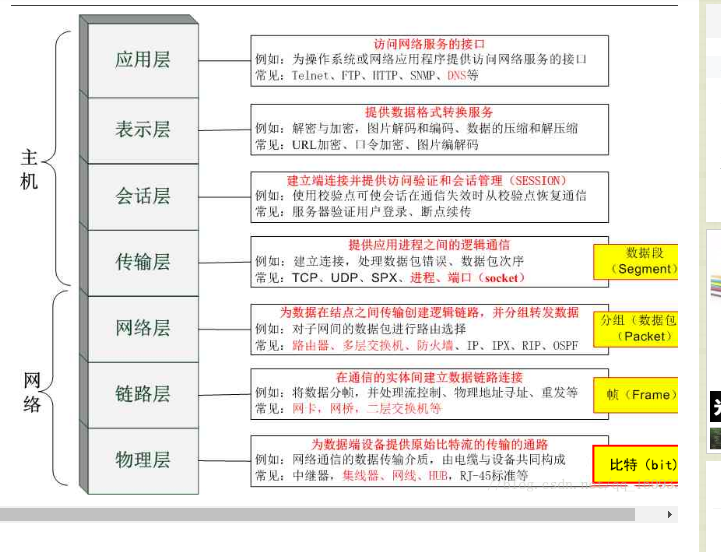 主机
应用层
访问网络服务的接口
例如：为操作系统或网络应用程序提供访问网络服务的接口
常见：Telnet、FTP、HTTP、SNMP、DNS等
表示层
提供数据格式转换服务
例如：解密与加密，图片解码和编码、数据的压缩和解压缩
常见：URL加密、口令加密、图片编解码
会话层
建立端连接并提供访问验证和会话管理（SESSION）
例如：使用校验点可使会话在通信失效时从校验点恢复通信
常见：服务器验证用户登录、断点续传
传输层
提供应用进程之间的逻辑通信
例如：建立连接，处理数据包错误、数据包次序
常见：TCP、UDP、SPX、进程、端口（socket）
数据段
（Segment）
网络
网络层
为数据在结点之间传输创建逻辑链路，并分组转发数据
例如：对子网间的数据包进行路由选择
常见：路由器、多层交换机、防火墙、IP、IPX、RIP、OSPF
分组（数据包
（Packet）
链路层
在通信的实体间建立数据链路连接
例如：将数据分帧，并处理流控制、物理地址寻址、重发等
常见：网卡，网桥，二层交换机等
帧（Frame）
物理层
为数据端设备提供原始比特流的传输的通路
例如：网络通信的数据传输介质，由电缆与设备共同构成
常见：中继器，集线器、网线、HUB，RJ-45标准等
比特（bit）